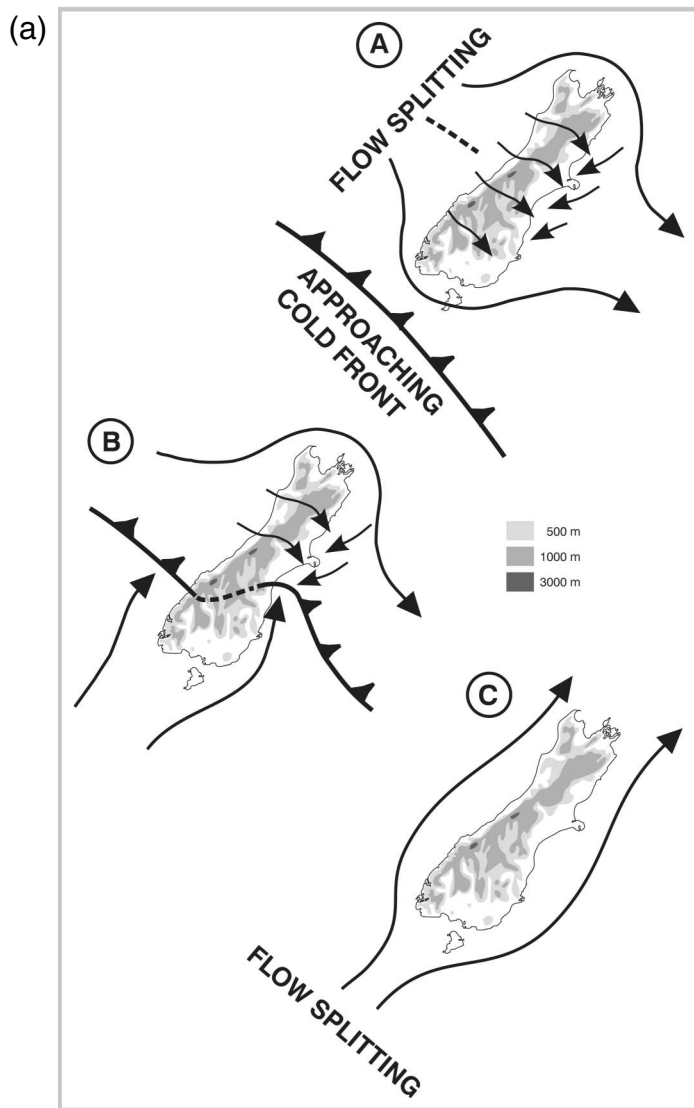 (a)
A
FLOW SPLITTING
APPROACHING
COLD FRONT
B
500 m
1000 m
3000 m
C
FLOW SPLITTING